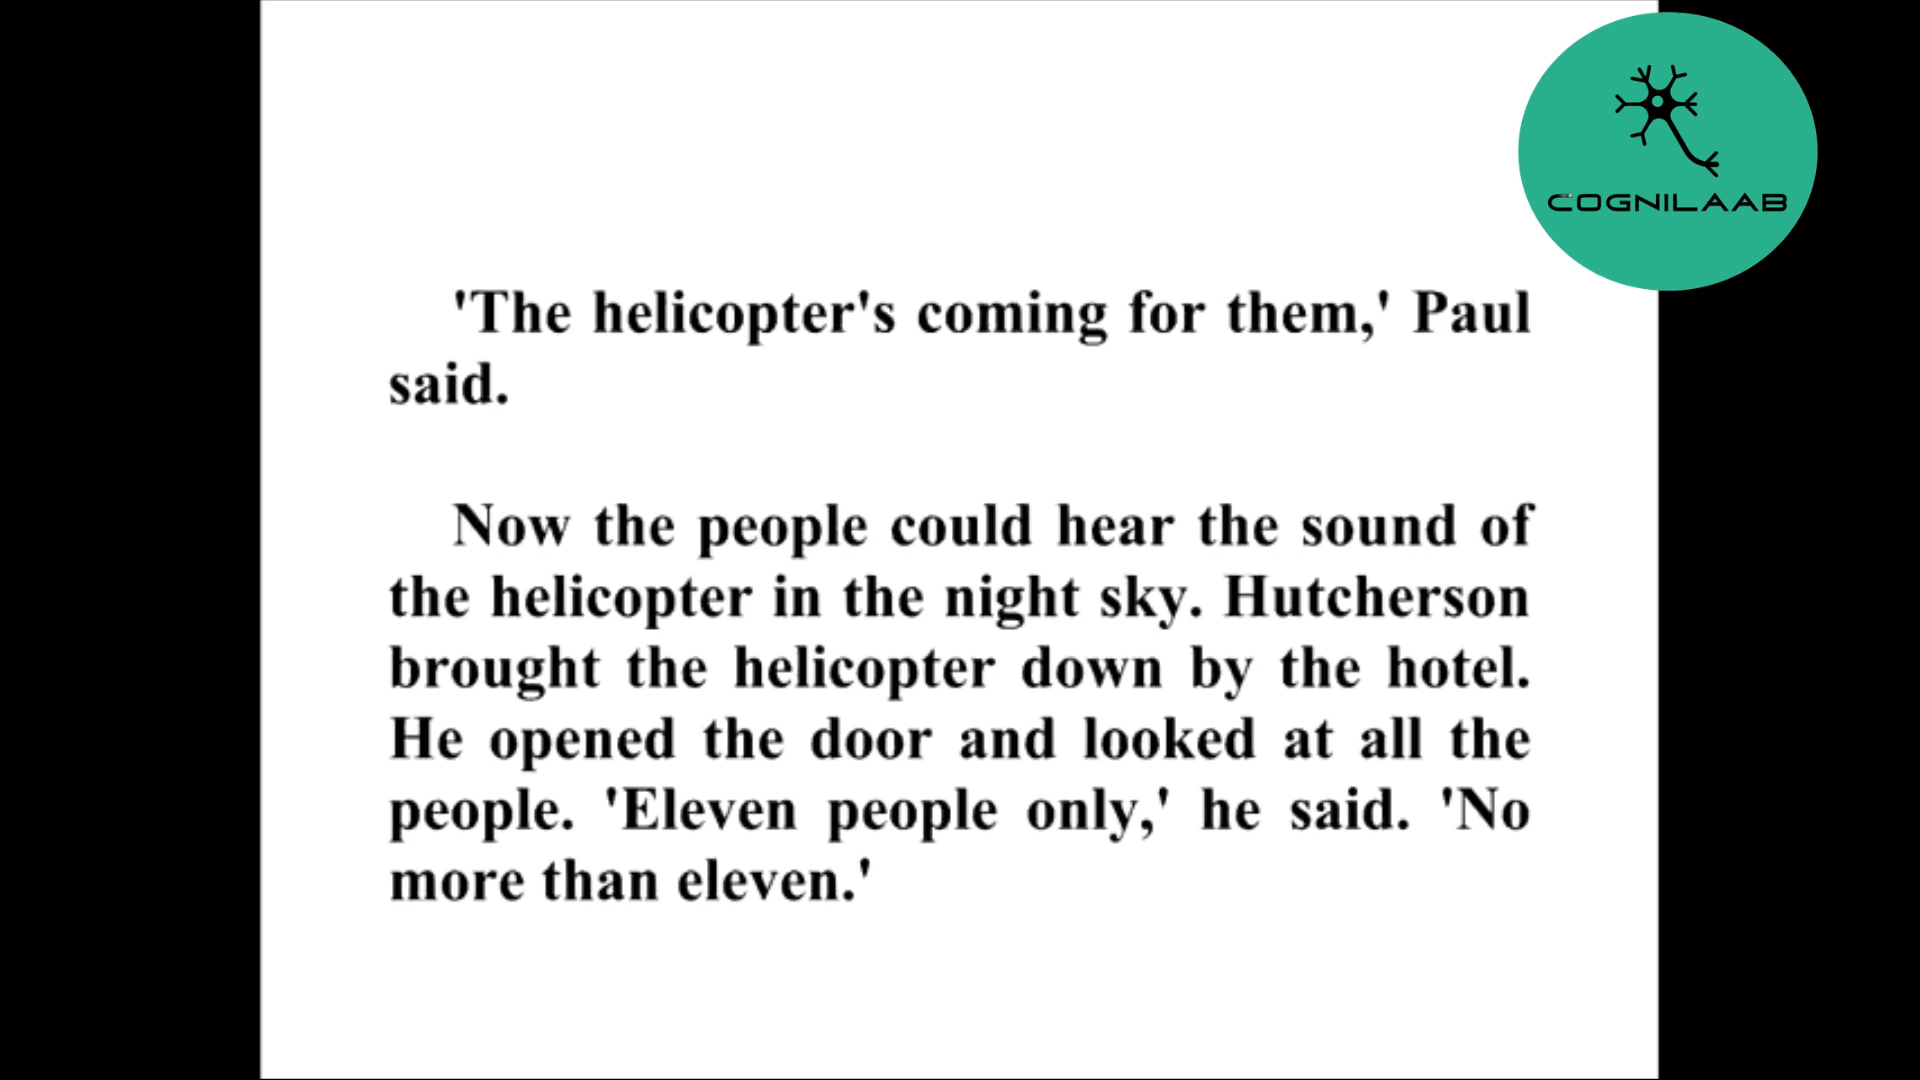 COGNILAAB
'The helicopter's coming for them,' Paul
said.
Now the people could hear the sound of
the helicopter in the night sky. Hutcherson
brought the helicopter down by the hotel.
He opened the door and looked at all the
people. 'Eleven people only,' he said. 'No
more than eleven.'